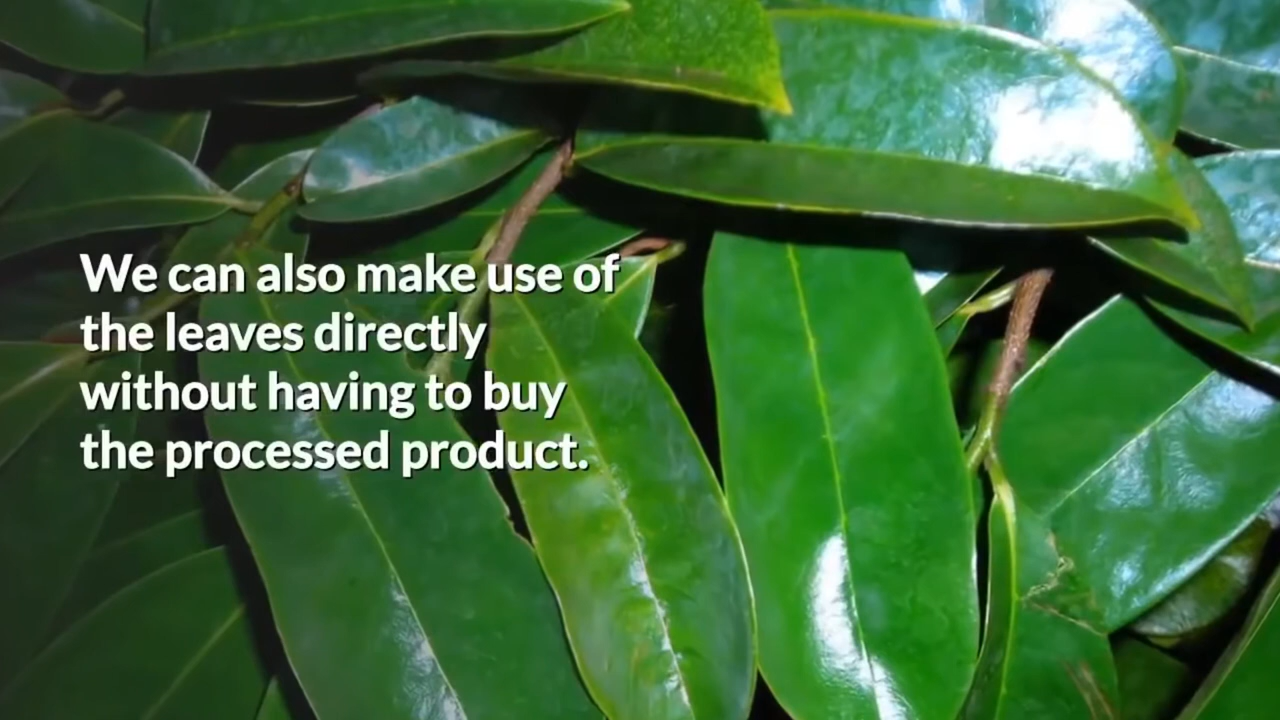 We can also make use of
the leaves directly
without having to buy
the processed product.